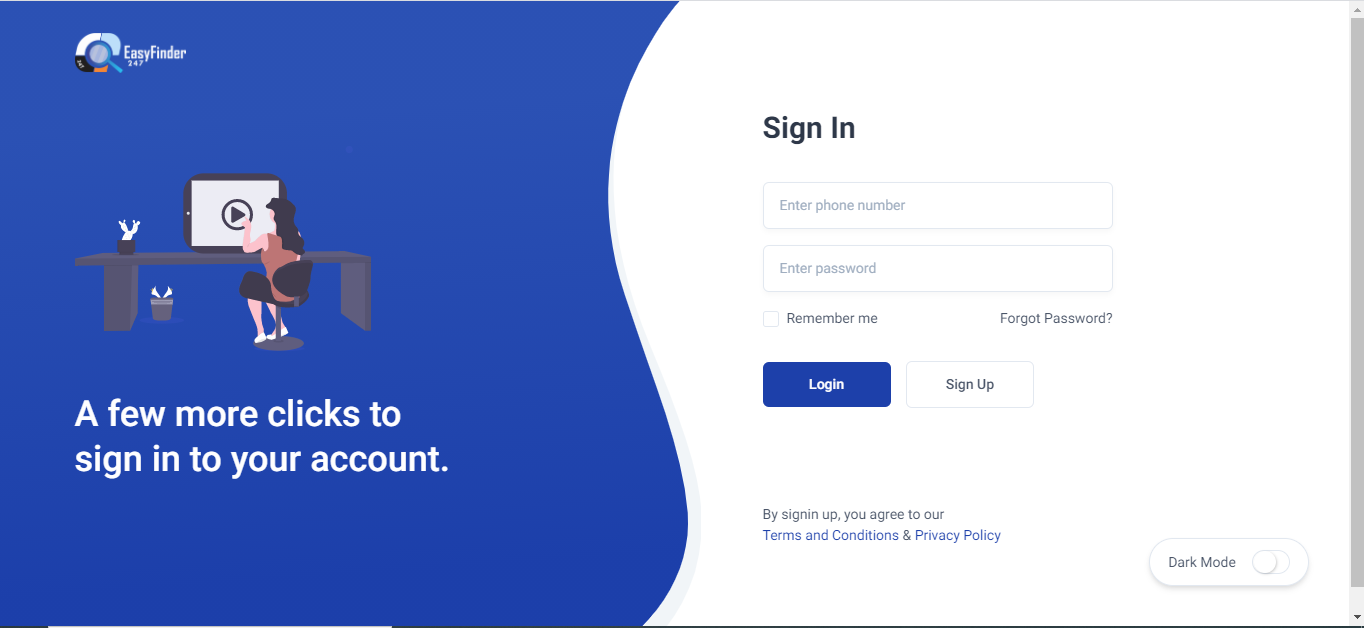 EasyFinder
247
Sign In
Enter phone number
Enter password
Remember me
Forgot Password?
Login
Sign Up
A few more clicks to
sign in to your account.
By signin up, you agree to our
Terms and Conditions & Privacy Policy
Dark Mode